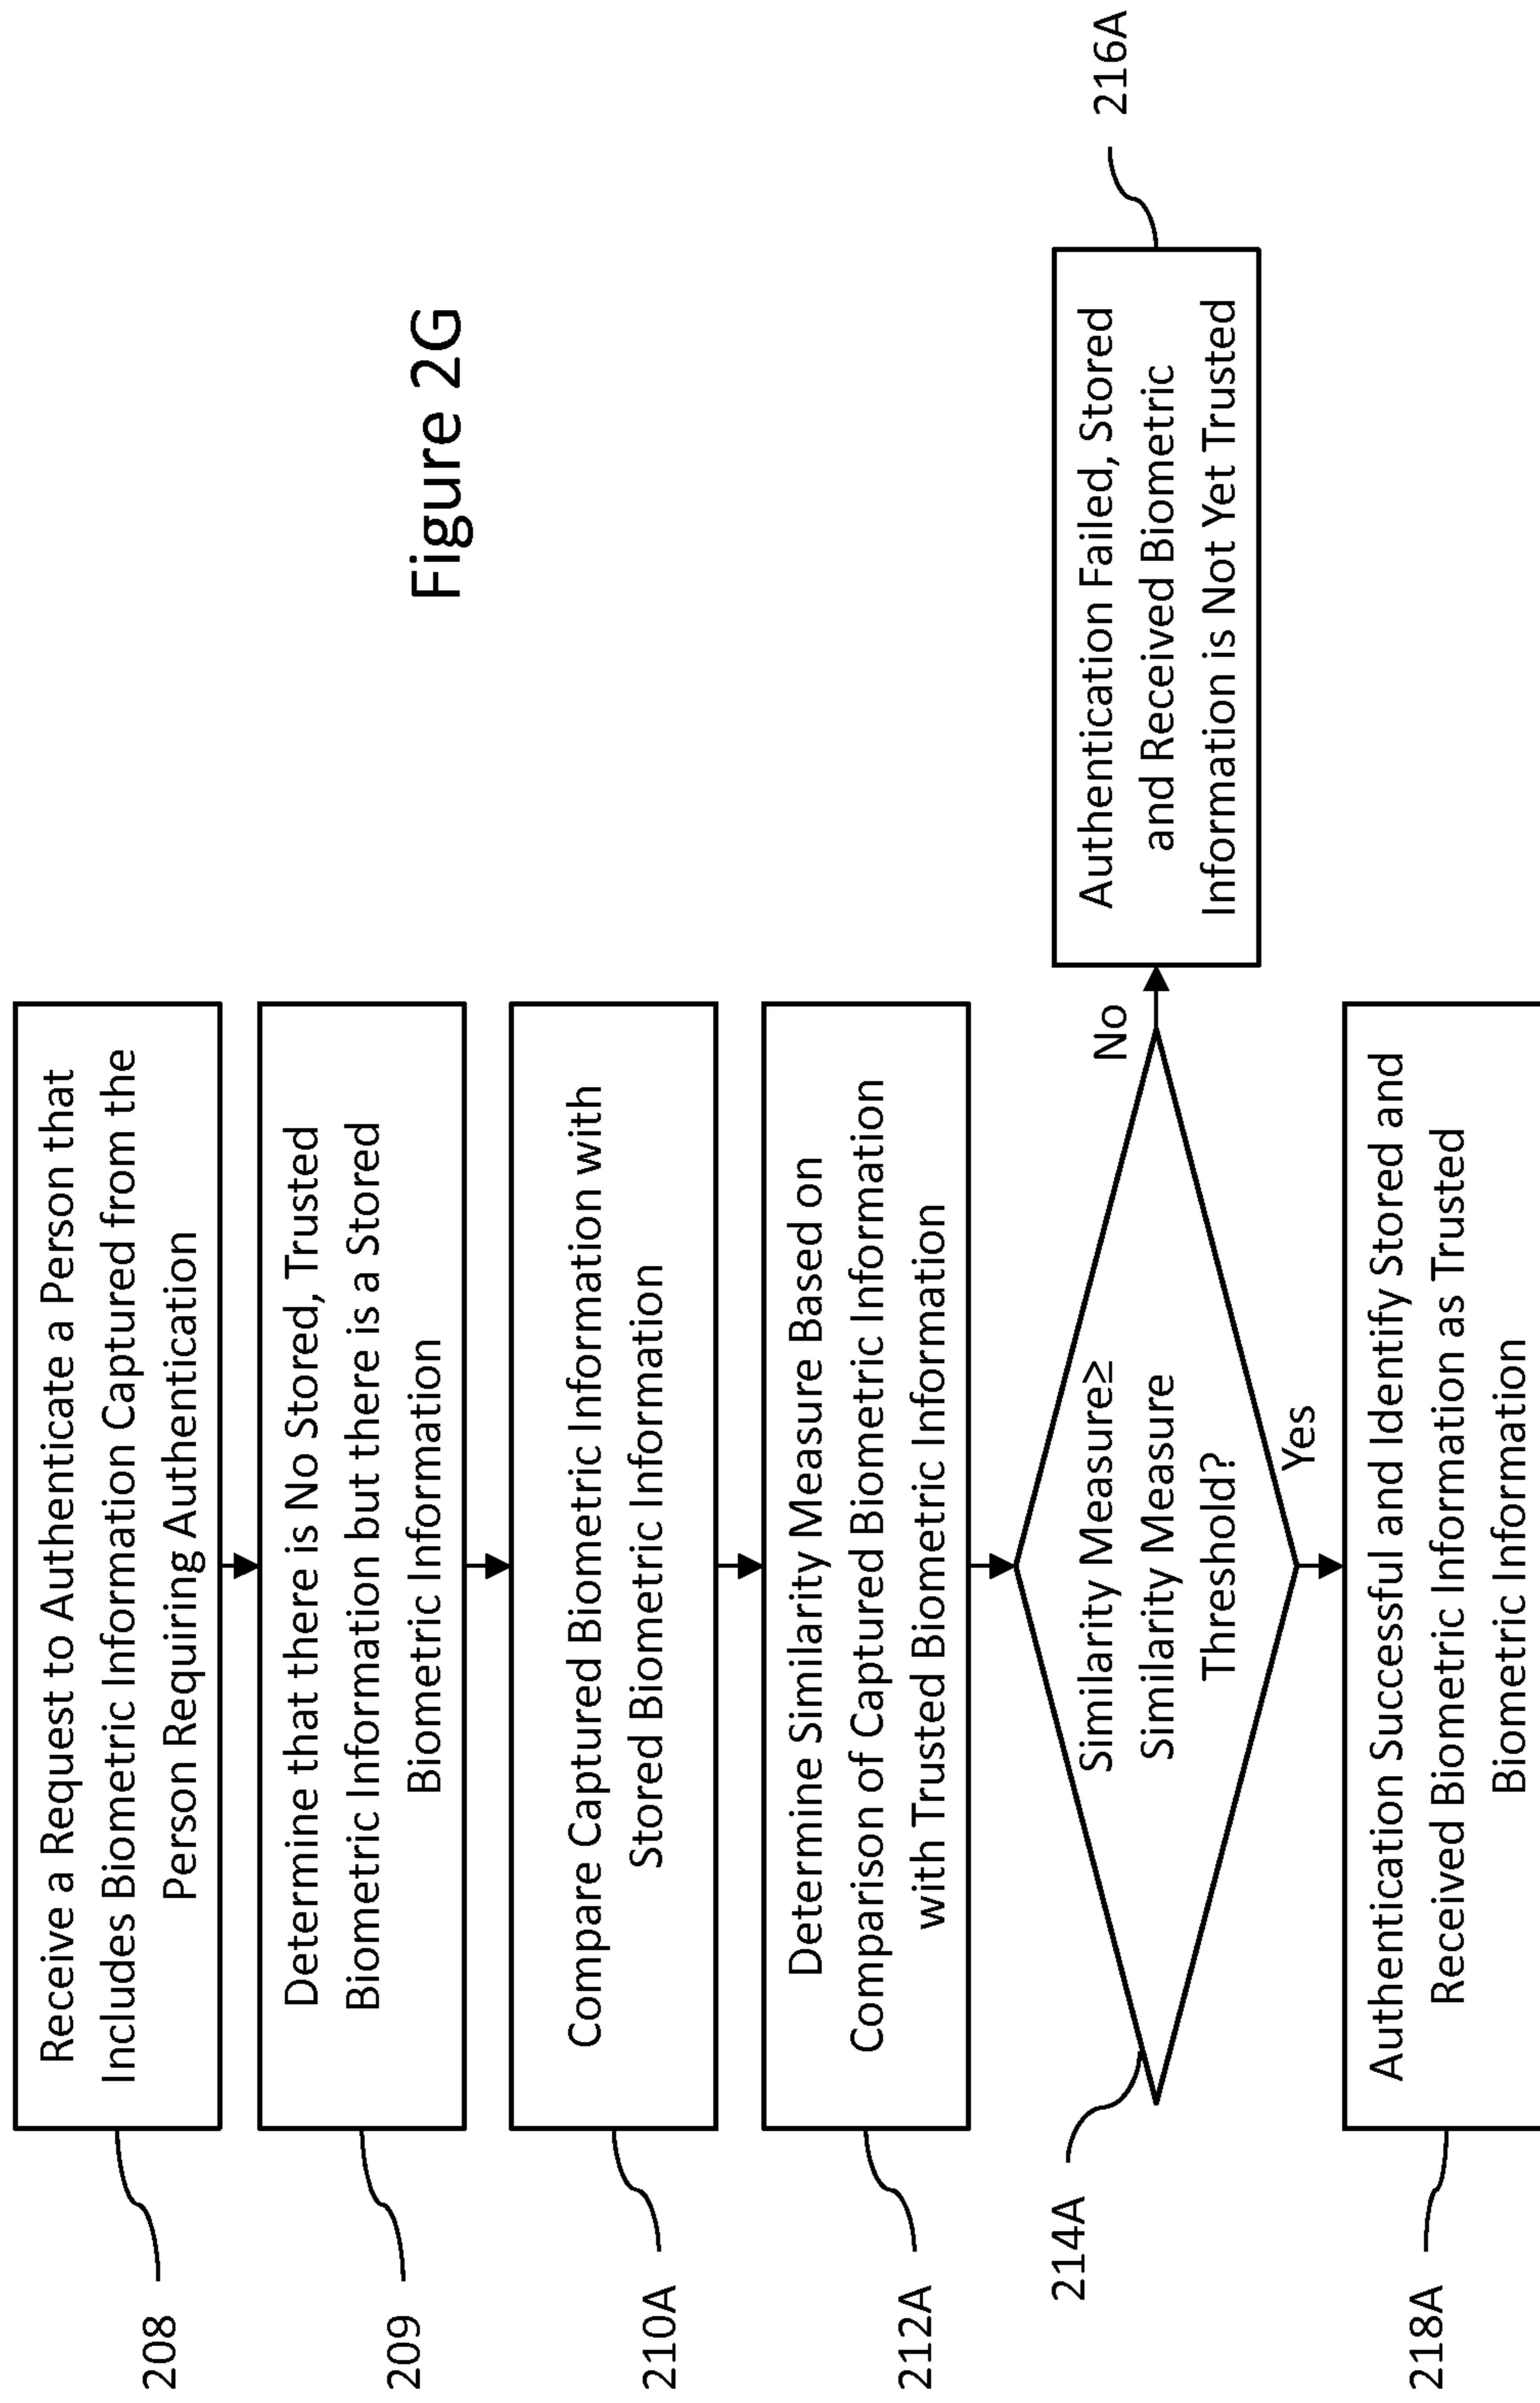 208
Receive a Request to Authenticate a Person that
Includes Biometric Information Captured from the
Person Requiring Authentication
209
Determine that there is No Stored, Trusted
Biometric Information but there is a Stored
Biometric Information
210A
Compare Captured Biometric Information with
Stored Biometric Information
212A
Determine Similarity Measure Based on
Comparison of Captured Biometric Information
with Trusted Biometric Information
214A
Similarity Measure≥
Similarity Measure
Threshold?
No
Yes
Authentication Failed, Stored
and Received Biometric
Information is Not Yet Trusted
216A
218A
Authentication Successful and Identify Stored and
Received Biometric Information as Trusted
Biometric Information
Figure 2G